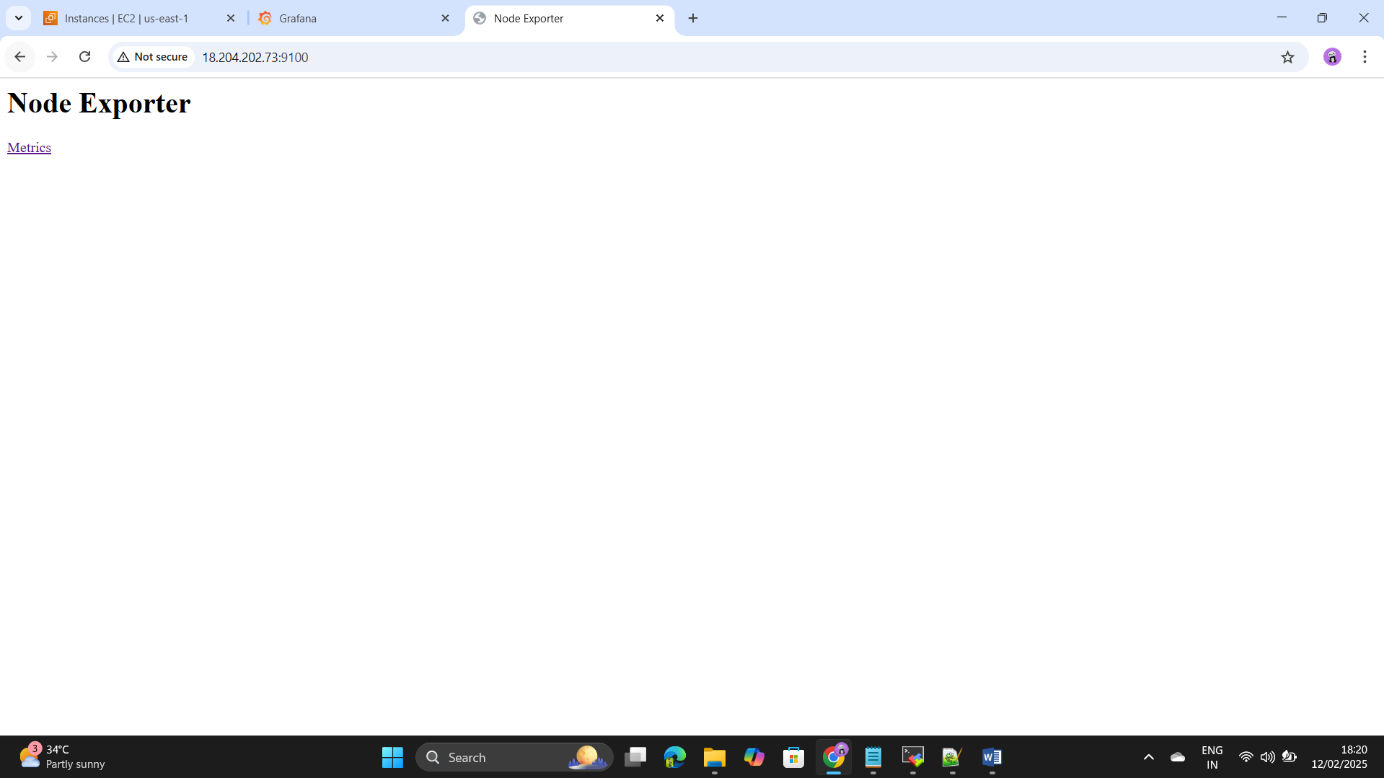 Instances | EC2 | us-east-1
Grafana
Node Exporter
Not secure
18.204.202.73:9100
Node Exporter
Metrics
3
34°C
Partly sunny
Search
ENG
IN
18:20
12/02/2025